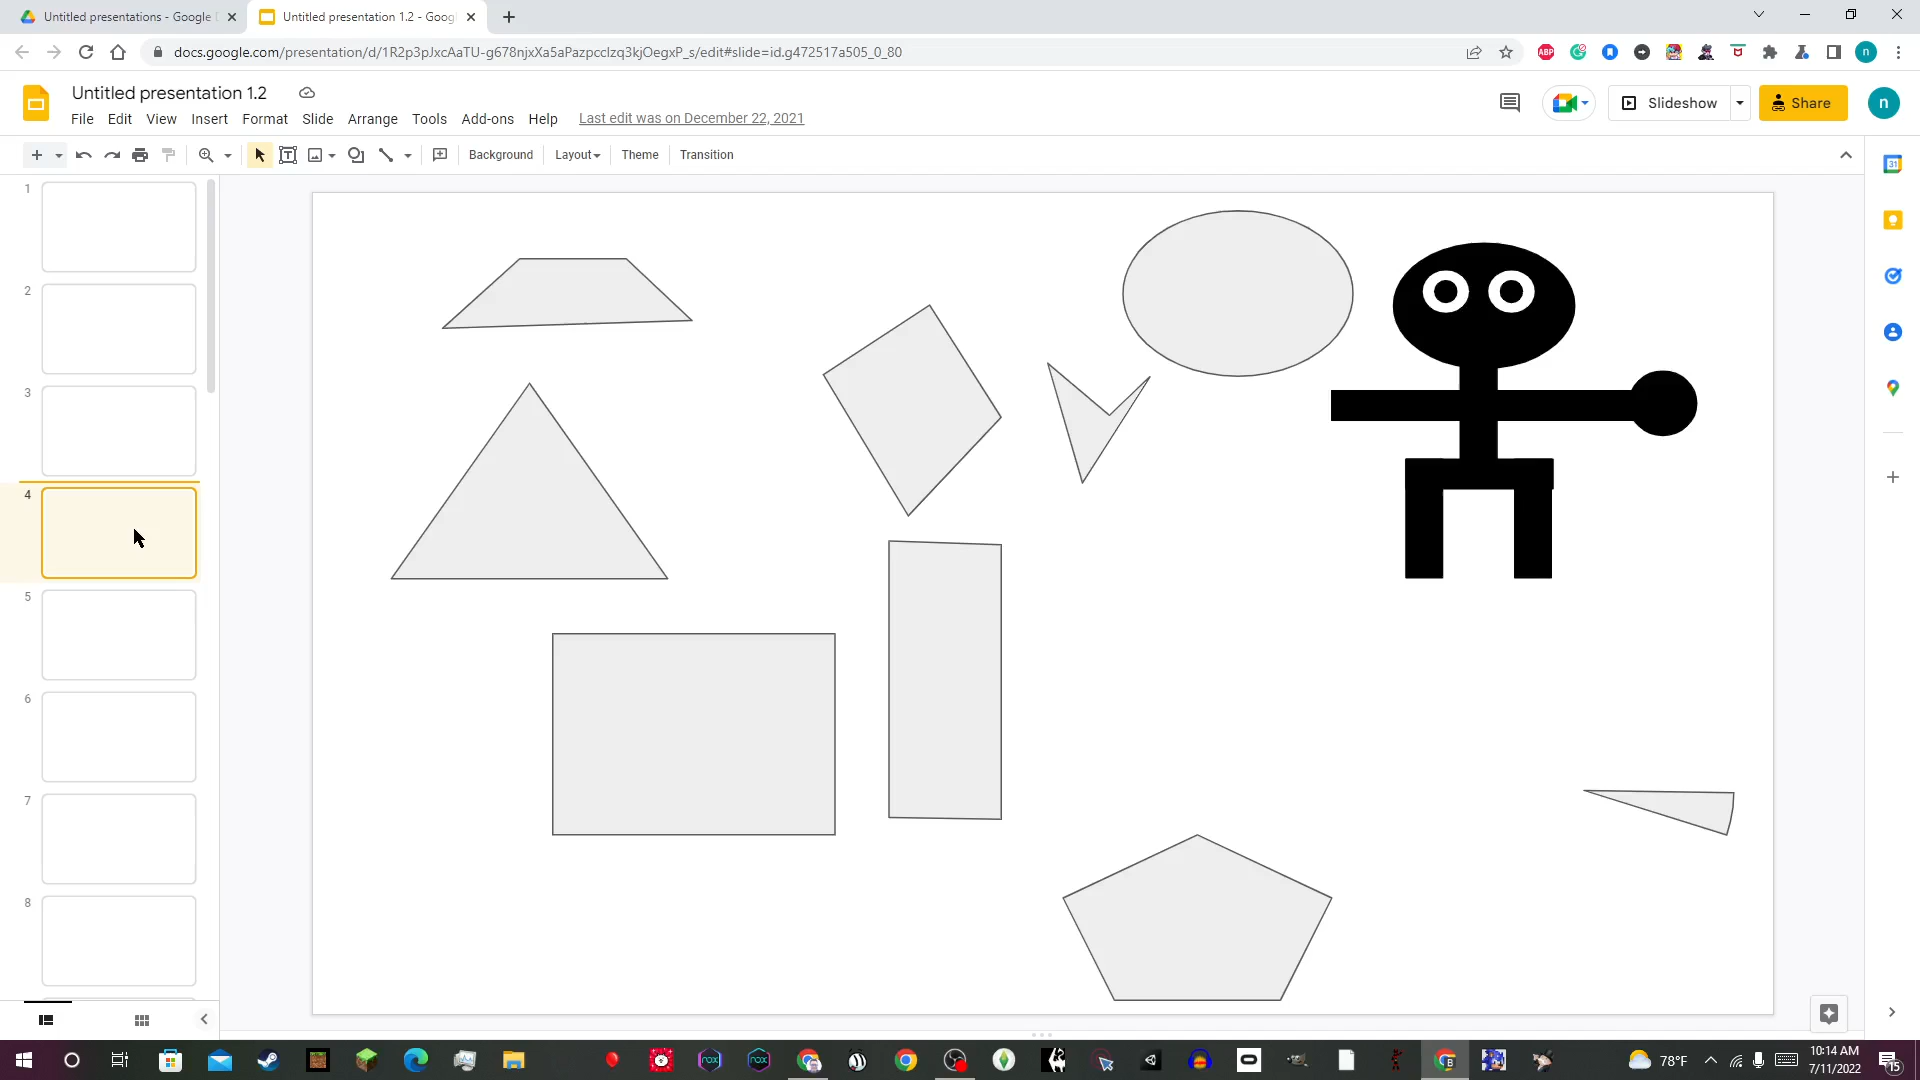 Untitled presentations - Google D
Untitled presentation 1.2 - Goog
docs.google.com/presentation/d/1R2p3pJxcAaTU-g678njxXa5aPazpcclzq3kjOegxP_s/edit#slide=id.g472517a505_0_80
ABP
n
Untitled presentation 1.2
File Edit View Insert Format Slide Arrange Tools Add-ons Help Last edit was on December 22, 2021
Slideshow
Share
n
Background Layout Theme Transition
31
1
2
3
4
5
6
7
8
78°F
10:14 AM
7/11/2022
15